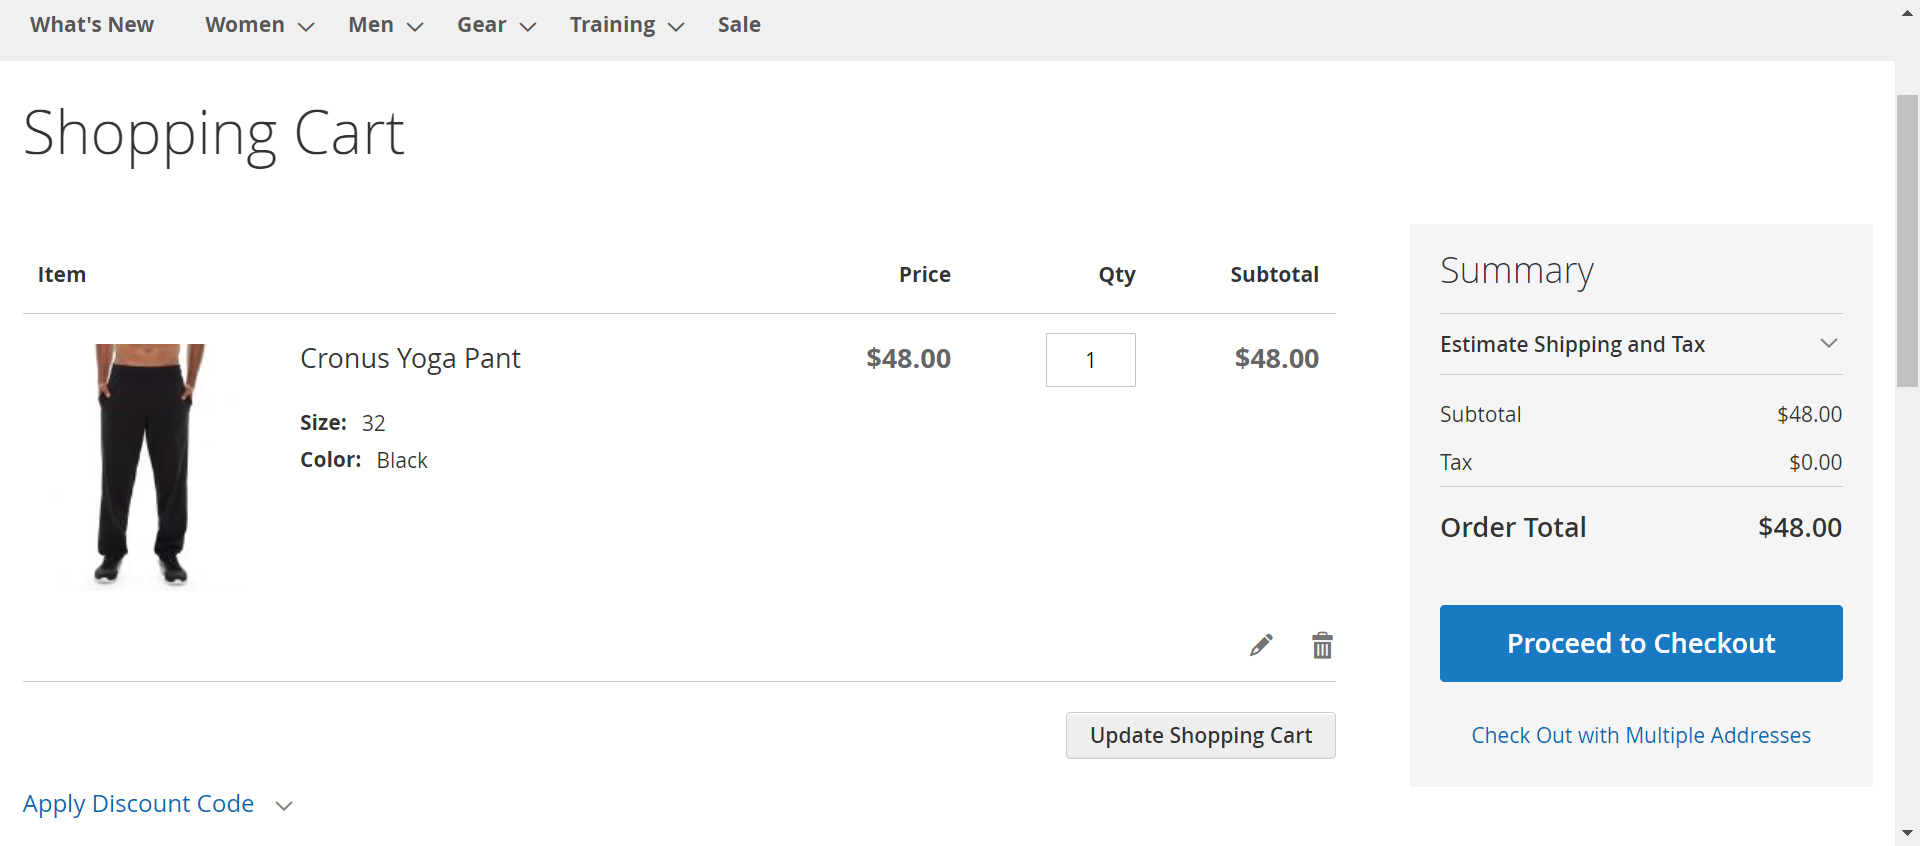 What's New Women Men Gear Training Sale
Shopping Cart
Item Price Qty Subtotal
Cronus Yoga Pant $48.00 1 $48.00
Size: 32
Color: Black
Update Shopping Cart
Apply Discount Code
Summary
Estimate Shipping and Tax
Subtotal $48.00
Tax $0.00
Order Total $48.00
Proceed to Checkout
Check Out with Multiple Addresses